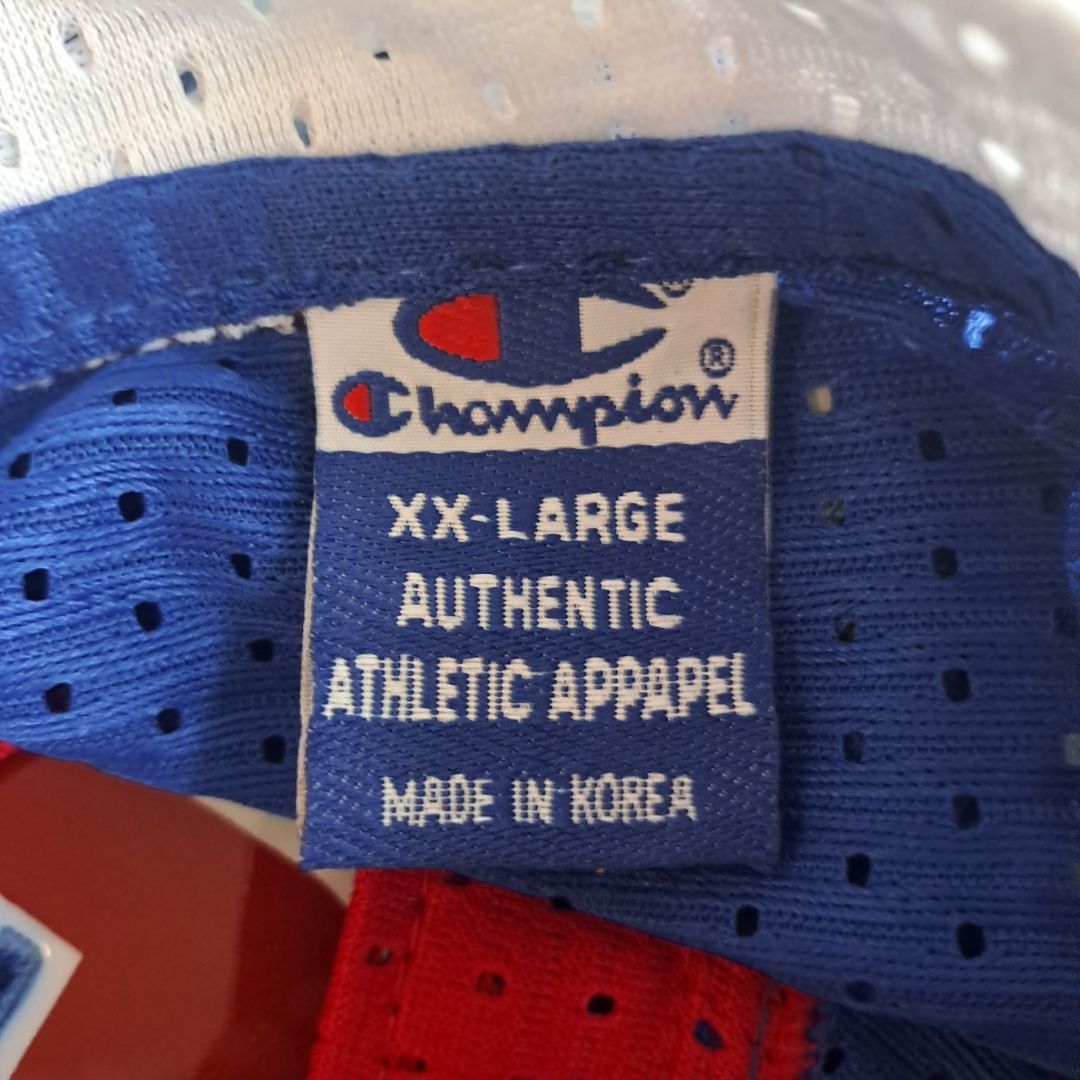 Champion®
XX-LARGE
AUTHENTIC
ATHLETIC APPAPEL
MADE IN KOREA